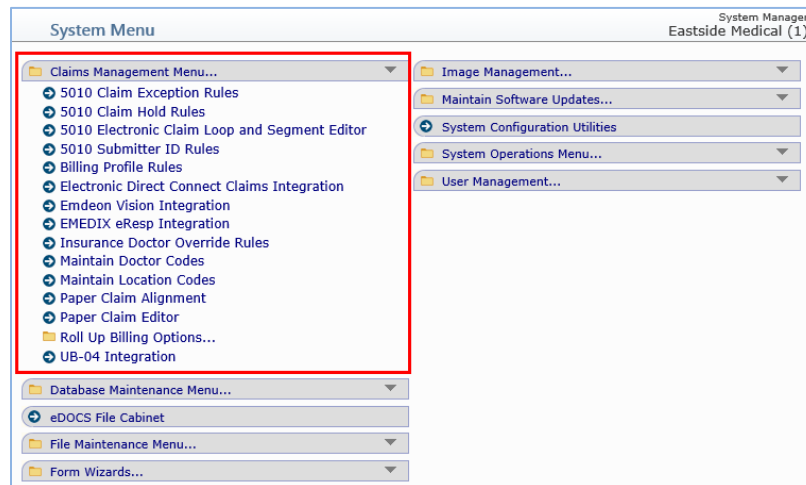 System Menu
System Manager
Eastside Medical (1)
Claims Management Menu...
5010 Claim Exception Rules
5010 Claim Hold Rules
5010 Electronic Claim Loop and Segment Editor
5010 Submitter ID Rules
Billing Profile Rules
Electronic Direct Connect Claims Integration
Emdeon Vision Integration
EMEDIX eResp Integration
Insurance Doctor Override Rules
Maintain Doctor Codes
Maintain Location Codes
Paper Claim Alignment
Paper Claim Editor
Roll Up Billing Options...
UB-04 Integration
Database Maintenance Menu...
eDOCS File Cabinet
File Maintenance Menu...
Form Wizards...
Image Management...
Maintain Software Updates...
System Configuration Utilities
System Operations Menu...
User Management...